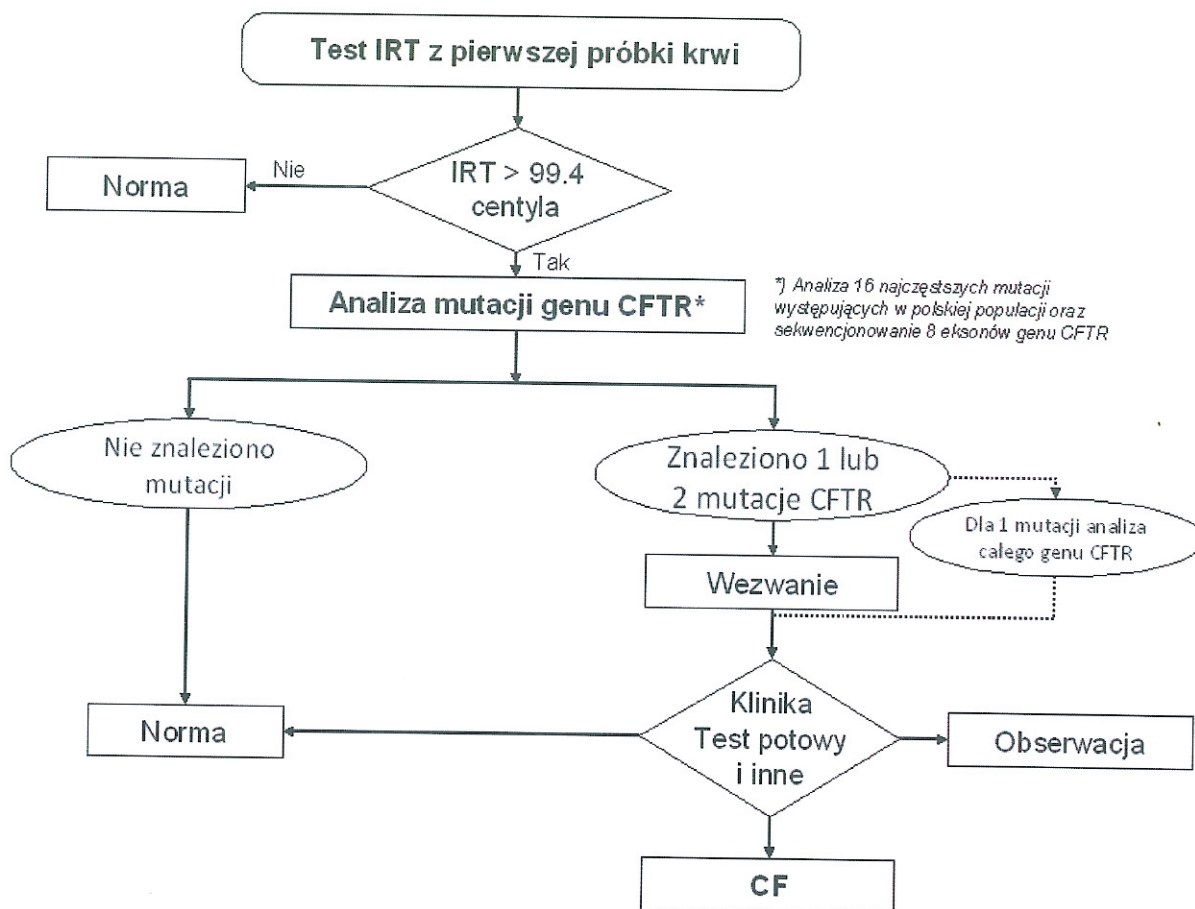 Test IRT z pierwszej próbki krwi
IRT > 99.4
centyla
Nie
Norma
Tak
Analiza mutacji genu CFTR*
*) Analiza 16 najczęstszych mutacji
występujących w polskiej populacji oraz
sekwencjonowanie 8 eksonów genu CFTR
Nie znaleziono
mutacji
Znaleziono 1 lub
2 mutacje CFTR
Dla 1 mutacji analiza
całego genu CFTR
Wezwanie
Klinika
Test potowy
i inne
Norma
Obserwacja
CF